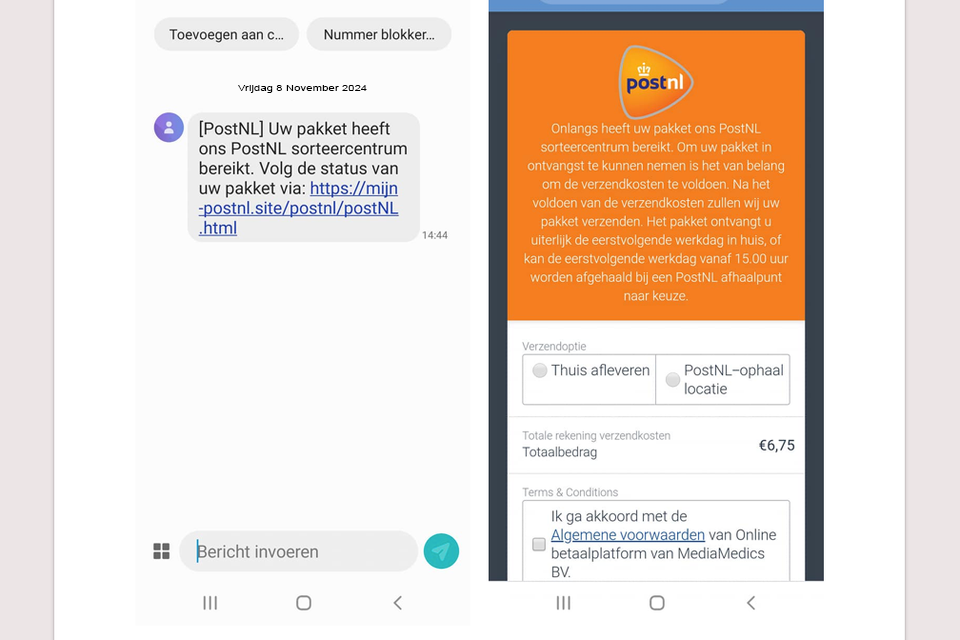 Toevoegen aan c...
Nummer blokker...
Vrijdag 8 November 2024
[PostNL] Uw pakket heeft
ons PostNL sorteercentrum
bereikt. Volg de status van
uw pakket via: https://mijn
-postnl.site/postnl/postNL
.html
14:44
Bericht invoeren
postnl
Onlangs heeft uw pakket ons PostNL
sorteercentrum bereikt. Om uw pakket in
ontvangst te kunnen nemen is het van belang
om de verzendkosten te voldoen. Na het
voldoen van de verzendkosten zullen wij uw
pakket verzenden. Het pakket ontvangt u
uiterlijk de eerstvolgende werkdag in huis, of
kan de eerstvolgende werkdag vanaf 15.00 uur
worden afgehaald bij een PostNL afhaalpunt
naar keuze.
Verzendoptie
Thuis afleveren
PostNL-ophaal
locatie
Totale rekening verzendkosten
Totaalbedrag
€6,75
Terms & Conditions
Ik ga akkoord met de
Algemene voorwaarden van Online
betaalplatform van MediaMedics
BV.